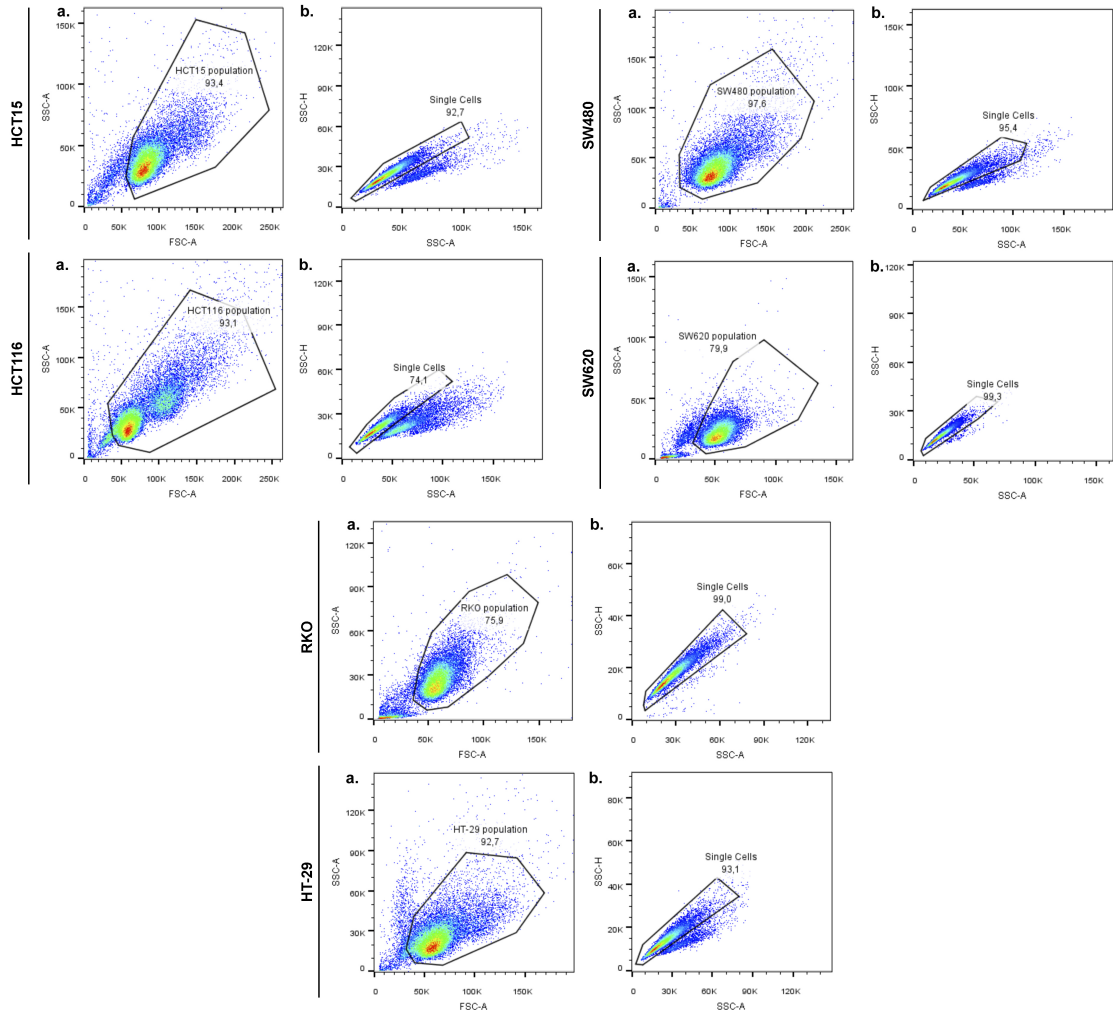 HCT15
a.
SSC-A
150K
100K
50K
0
HCT15 population
93,4
0 50K 100K 150K 200K 250K
FSC-A
b.
SSC-H
120K
90K
60K
30K
0
Single Cells
92,7
0 50K 100K 150K
SSC-A
SW480
a.
SSC-A
200K
150K
100K
50K
0
SW480 population
97,6
0 50K 100K 150K 200K 250K
FSC-A
b.
SSC-H
150K
100K
50K
0
Single Cells
95,4
0 50K 100K 150K
SSC-A
HCT116
a.
SSC-A
150K
100K
50K
0
HCT116 population
93,1
0 50K 100K 150K 200K 250K
FSC-A
b.
SSC-H
120K
90K
60K
30K
0
Single Cells
74,1
0 50K 100K 150K
SSC-A
SW620
a.
SSC-A
150K
100K
50K
0
SW620 population
79,9
0 50K 100K 150K
FSC-A
b.
SSC-H
120K
90K
60K
30K
0
Single Cells
99,3
0 50K 100K 150K
SSC-A
RKO
a.
SSC-A
120K
90K
60K
30K
0
RKO population
75,9
0 50K 100K 150K
FSC-A
b.
SSC-H
60K
40K
20K
0
Single Cells
99,0
30K 60K 90K 120K
SSC-A
HT-29
a.
SSC-A
120K
90K
60K
30K
0
HT-29 population
92,7
0 50K 100K 150K
FSC-A
b.
SSC-H
80K
60K
40K
20K
0
Single Cells
93,1
0 30K 60K 90K 120K
SSC-A